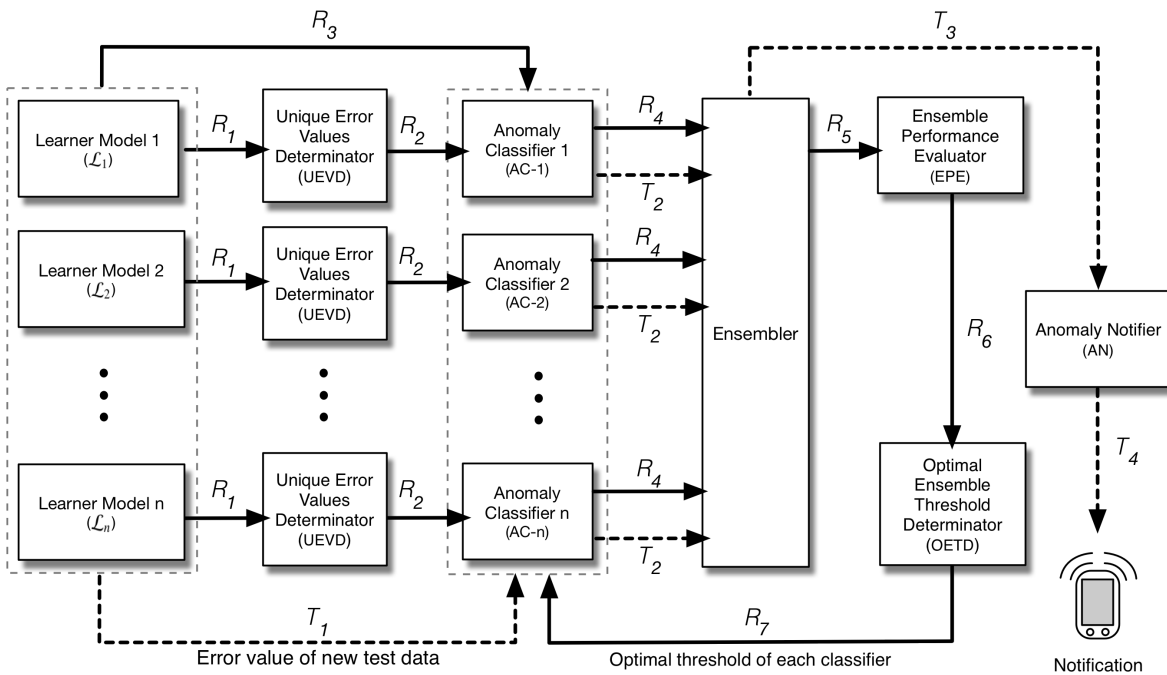 R3
T3
Learner Model 1
(ℒ1)
R1
Unique Error
Values
Determinator
(UEVD)
R2
Anomaly
Classifier 1
(AC-1)
R4
T2
R5
Ensemble
Performance
Evaluator
(EPE)
Learner Model 2
(ℒ2)
R1
Unique Error
Values
Determinator
(UEVD)
R2
Anomaly
Classifier 2
(AC-2)
R4
T2
Ensembler
R6
Anomaly Notifier
(AN)
Learner Model n
(ℒn)
R1
Unique Error
Values
Determinator
(UEVD)
R2
Anomaly
Classifier n
(AC-n)
R4
T2
Optimal
Ensemble
Threshold
Determinator
(OETD)
T4
T1
Error value of new test data
R7
Optimal threshold of each classifier
Notification